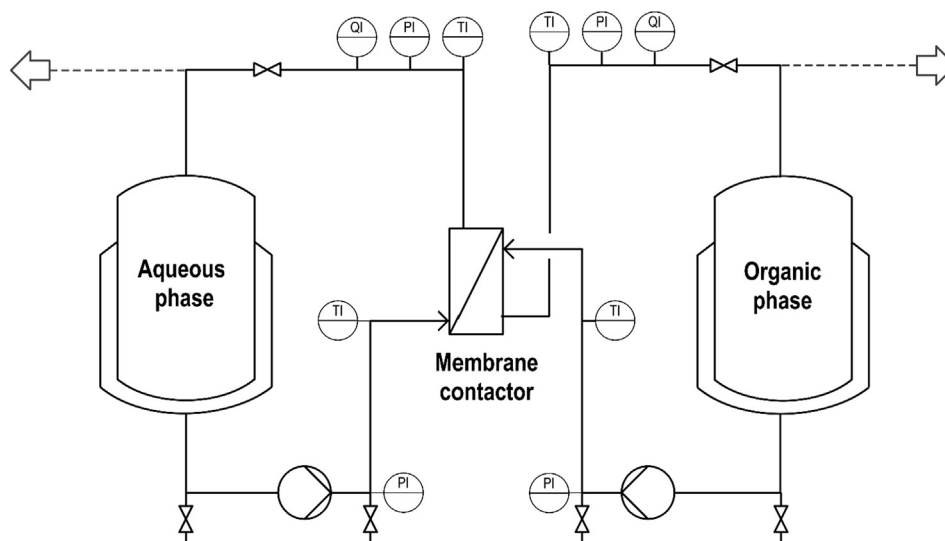 QI PI TI TI PI QI
Aqueous
phase
Organic
phase
TI TI
Membrane
contactor
PI PI